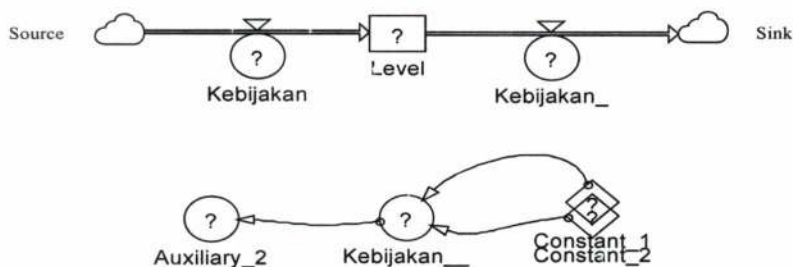 Source
Sink
?
?
?
Level
Kebijakan
Kebijakan_
?
?
?
?
Auxiliary_2
Kebijakan__
Constant_1
Constant_2